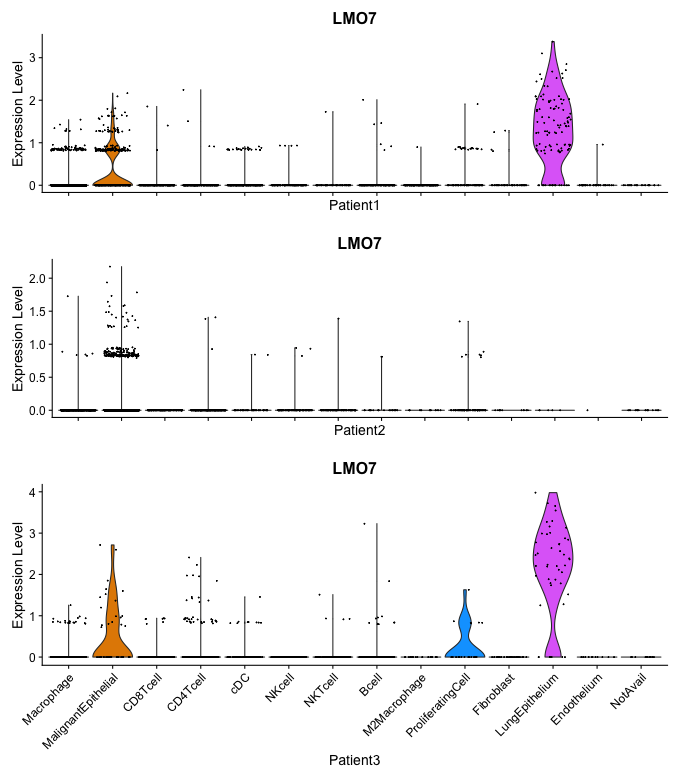 LMO7
Expression Level
3
2
1
0
Patient1
LMO7
Expression Level
2.0
1.5
1.0
0.5
0.0
Patient2
LMO7
Expression Level
4
3
2
1
0
Macrophage
MalignantEpithelial
CD8Tcell
CD4Tcell
cDC
NKcell
NKTcell
Bcell
M2Macrophage
ProliferatingCell
Fibroblast
LungEpithelium
Endothelium
NotAvail
Patient3